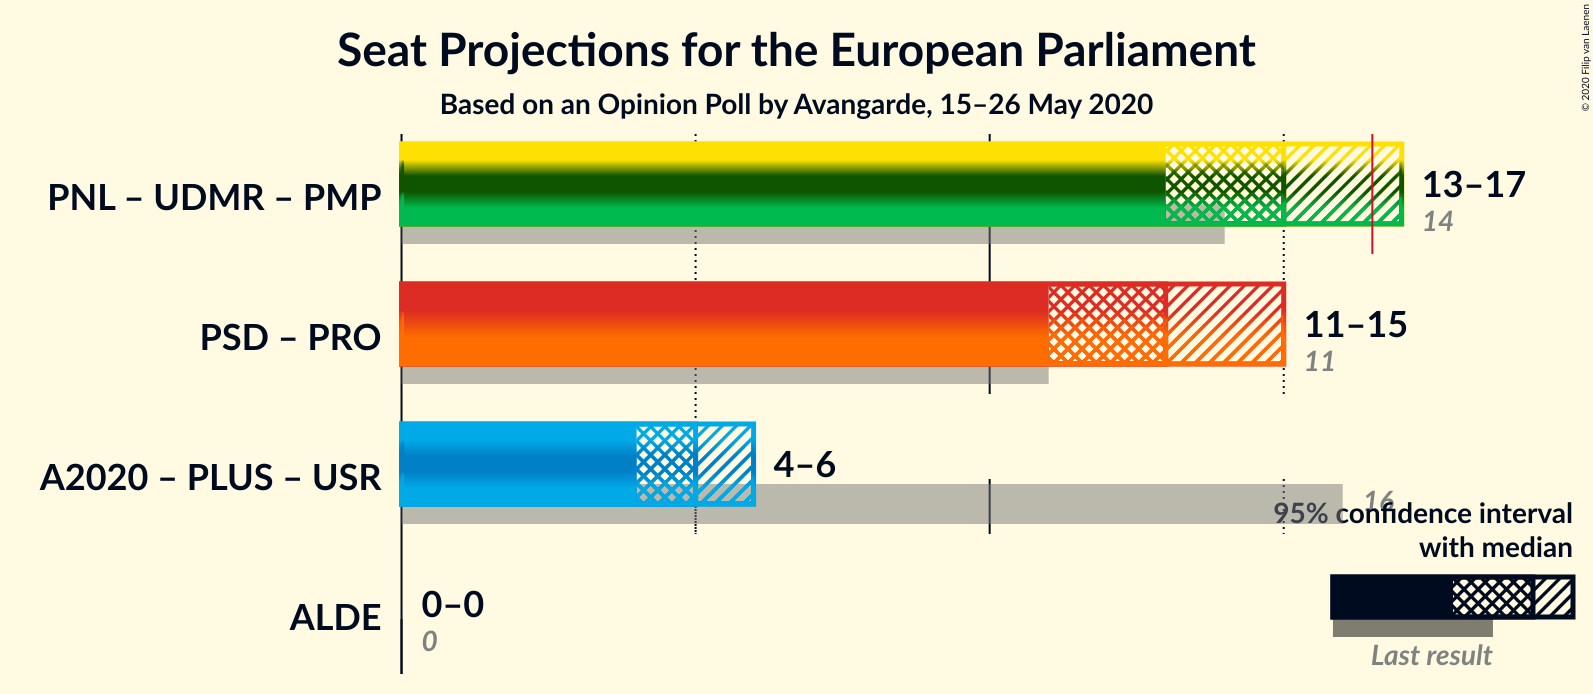 Seat Projections for the European Parliament
Based on an Opinion Poll by Avangarde, 15–26 May 2020
© 2020 Filip van Laenen
PNL – UDMR – PMP
13–17
14
PSD – PRO
11–15
11
A2020 – PLUS – USR
4–6
16
95% confidence interval
with median
ALDE
0–0
0
Last result